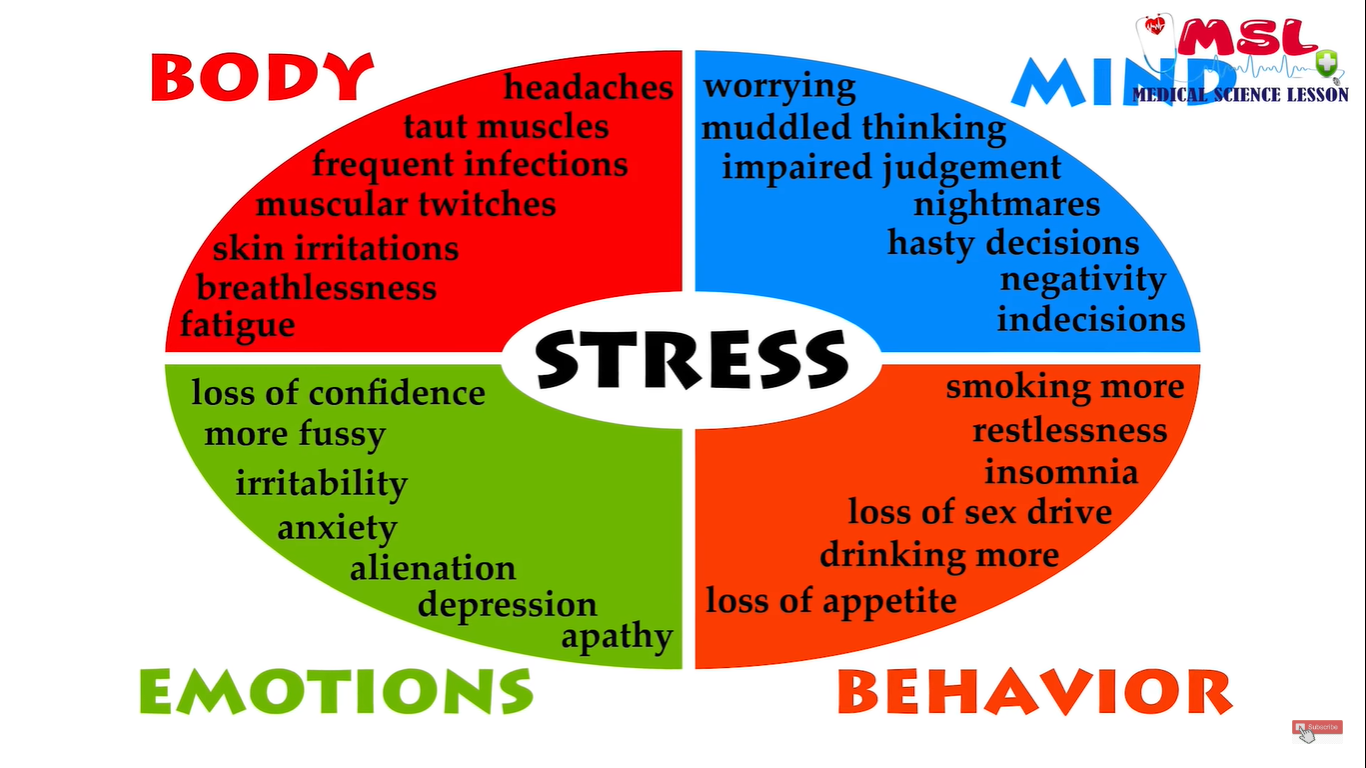 BODY
headaches
taut muscles
frequent infections
muscular twitches
skin irritations
breathlessness
fatigue
MIND
MSL
MEDICAL SCIENCE LESSON
worrying
muddled thinking
impaired judgement
nightmares
hasty decisions
negativity
indecisions
STRESS
loss of confidence
more fussy
irritability
anxiety
alienation
depression
apathy
EMOTIONS
smoking more
restlessness
insomnia
loss of sex drive
drinking more
loss of appetite
BEHAVIOR
Subscribe